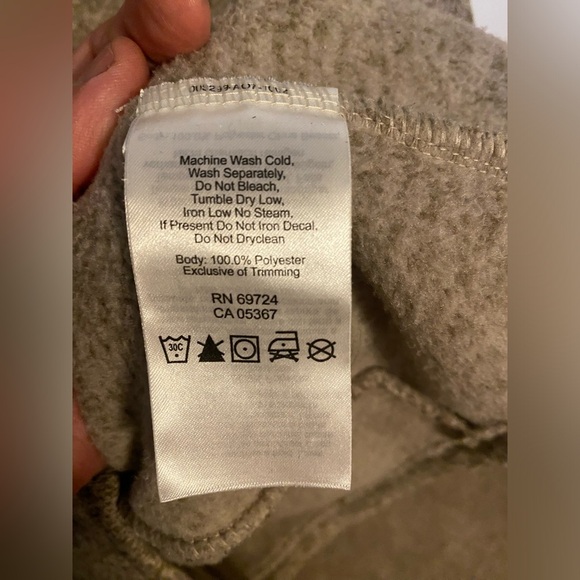 Machine Wash Cold,
Wash Separately,
Do Not Bleach,
Tumble Dry Low,
Iron Low No Steam.
If Present Do Not Iron Decal.
Do Not Dryclean
Body: 100.0% Polyester
Exclusive of Trimming
RN 69724
CA 05367
30C